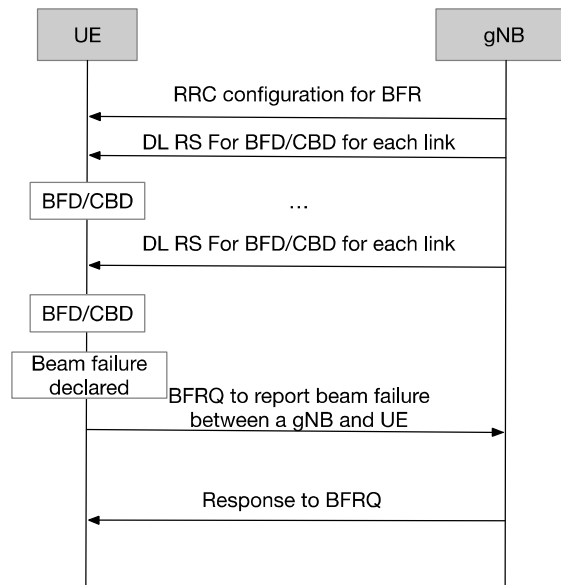 UE
gNB
RRC configuration for BFR
DL RS For BFD/CBD for each link
BFD/CBD
...
DL RS For BFD/CBD for each link
BFD/CBD
Beam failure
declared
BFRQ to report beam failure
between a gNB and UE
Response to BFRQ